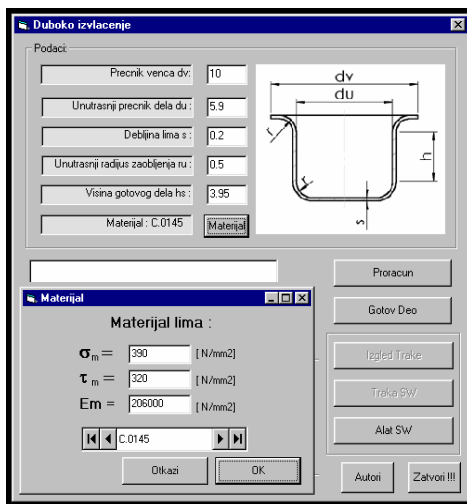 Duboko izvlacenje
Podaci:
Precnik venca dv: 10
Unutrasnji precnik dela du : 5.9
Debljina lima s : 0.2
Unutrasnji radijus zaobljenja ru : 0.5
Visina gotovog dela hs : 3.95
Materijal : C.0145 Materijal
dv
du
r
h
r
s
Proracun
Gotov Deo
Izgled Trake
Traka SW
Alat SW
Autori Zatvori !!!
Materijal
Materijal lima :
σm = 390 [ N/mm2]
τ m = 320 [ N/mm2]
Em = 206000 [ N/mm2]
C.0145
Otkazi OK